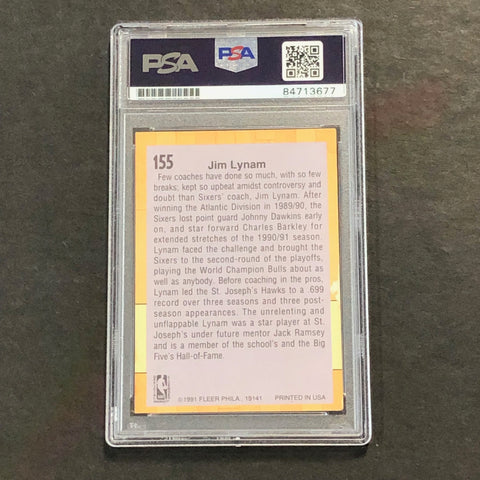 PSA PSA
84713677
155 Jim Lynam
Few coaches have done so much, with so few
breaks; kept so upbeat amidst controversy and
doubt than Sixers' coach, Jim Lynam. After
winning the Atlantic Division in 1989/90, the
Sixers lost point guard Johnny Dawkins early
on, and star forward Charles Barkley for
extended stretches of the 1990/91 season.
Lynam faced the challenge and brought the
Sixers to the second-round of the playoffs,
playing the World Champion Bulls about as
well as anybody. Before coaching in the pros,
Lynam led the St. Joseph's Hawks to a .699
record over three seasons and three post-
season appearances. The unrelenting and
unflappable Lynam was a star player at St.
Joseph's under future mentor Jack Ramsey
and is a member of the school's and the Big
Five's Hall-of-Fame.
NBA
©1991 FLEER PHILA., 19141 PRINTED IN USA